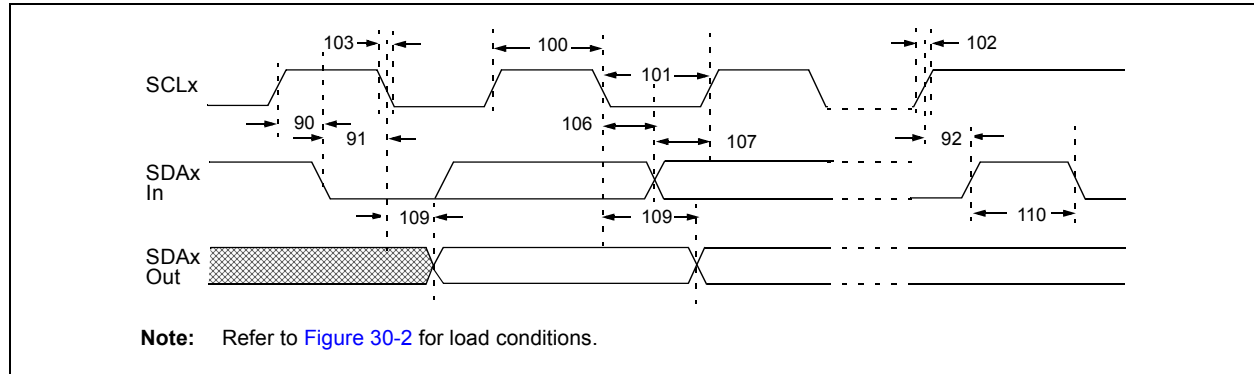 103
100
102
101
SCLx
90
91
106
107
92
SDAx
In
109
109
110
SDAx
Out
Note: Refer to Figure 30-2 for load conditions.